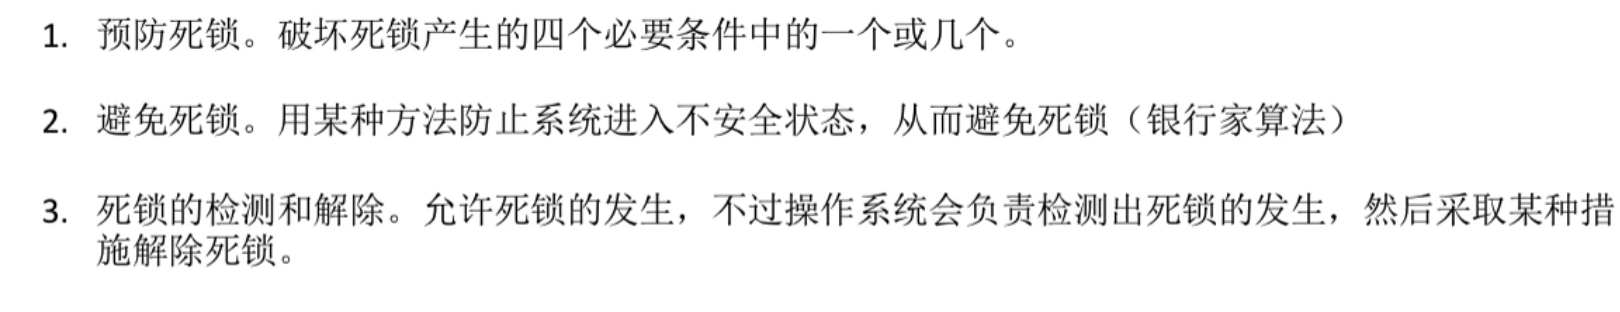 1. 预防死锁。破坏死锁产生的四个必要条件中的一个或几个。
2. 避免死锁。用某种方法防止系统进入不安全状态，从而避免死锁（银行家算法）
3. 死锁的检测和解除。允许死锁的发生，不过操作系统会负责检测出死锁的发生，然后采取某种措
施解除死锁。